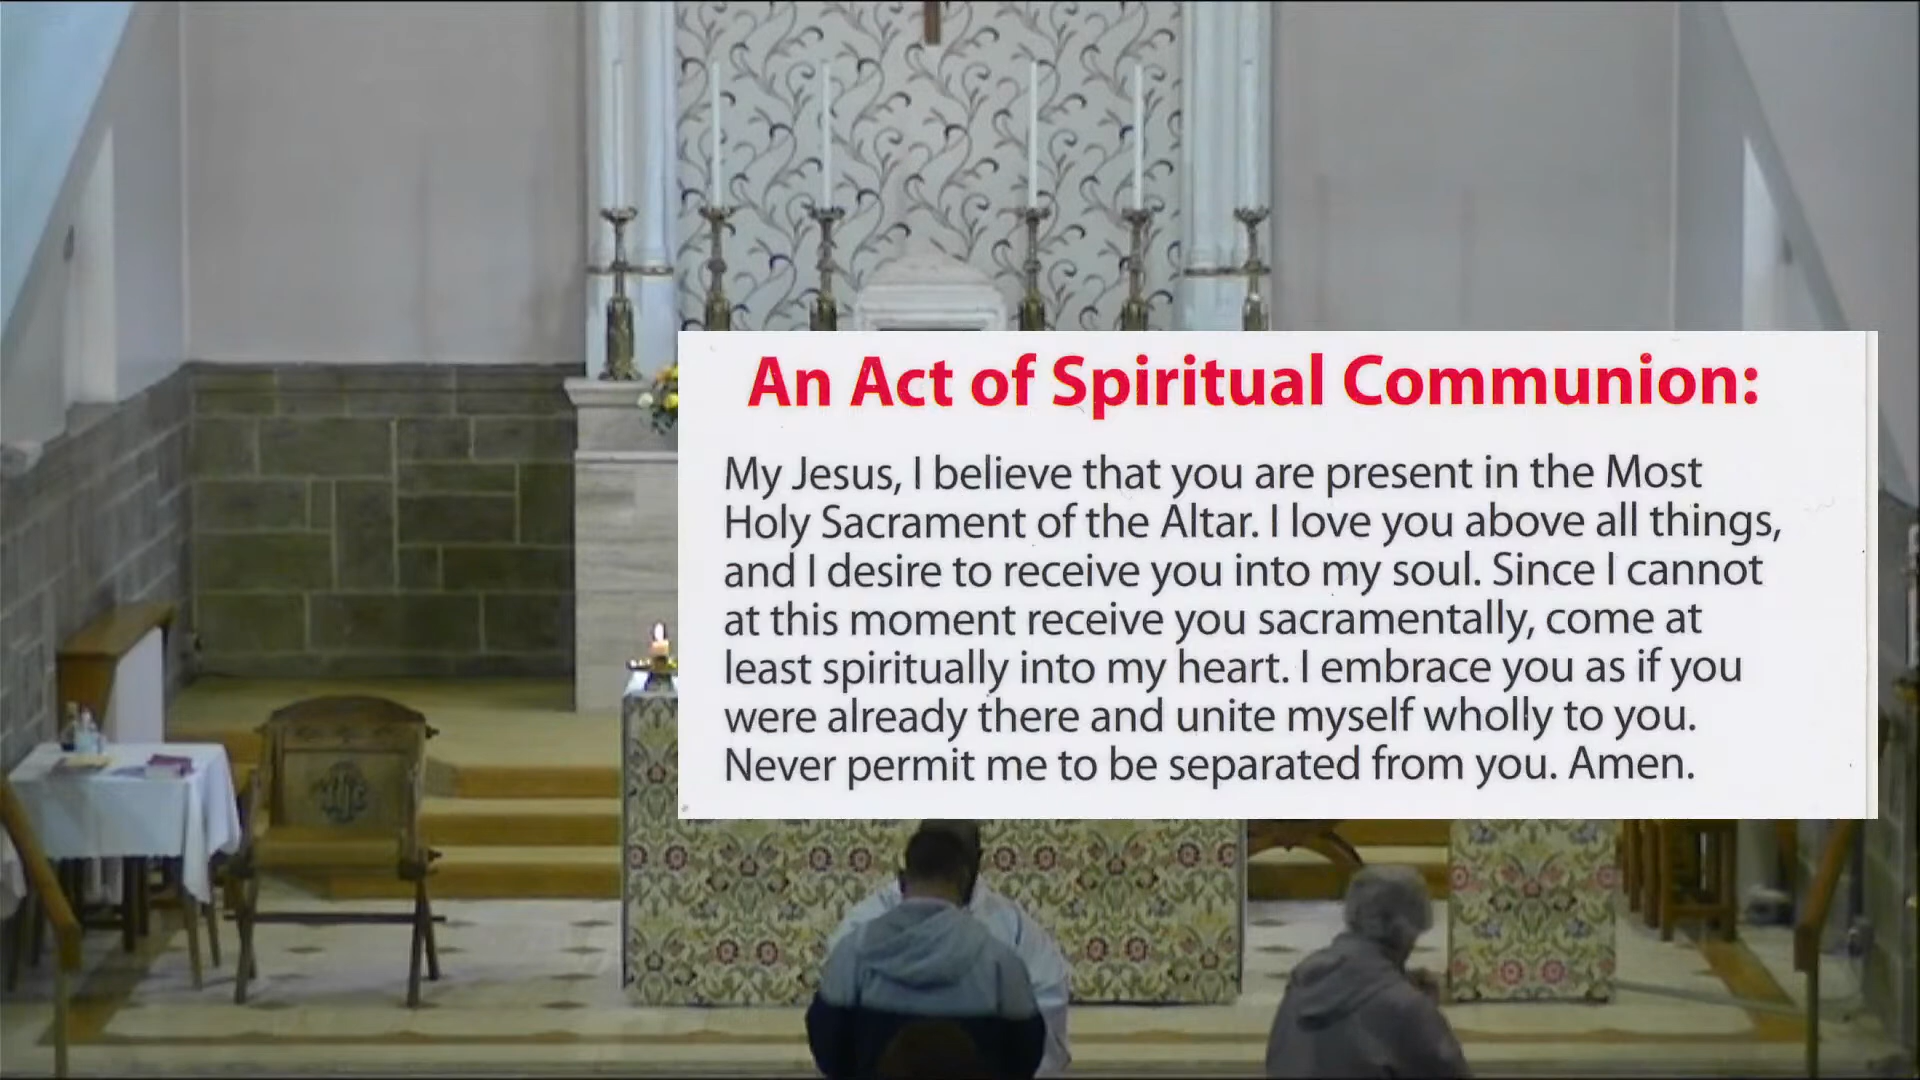 An Act of Spiritual Communion:
My Jesus, I believe that you are present in the Most
Holy Sacrament of the Altar. I love you above all things,
and I desire to receive you into my soul. Since I cannot
at this moment receive you sacramentally, come at
least spiritually into my heart. I embrace you as if you
were already there and unite myself wholly to you.
Never permit me to be separated from you. Amen.